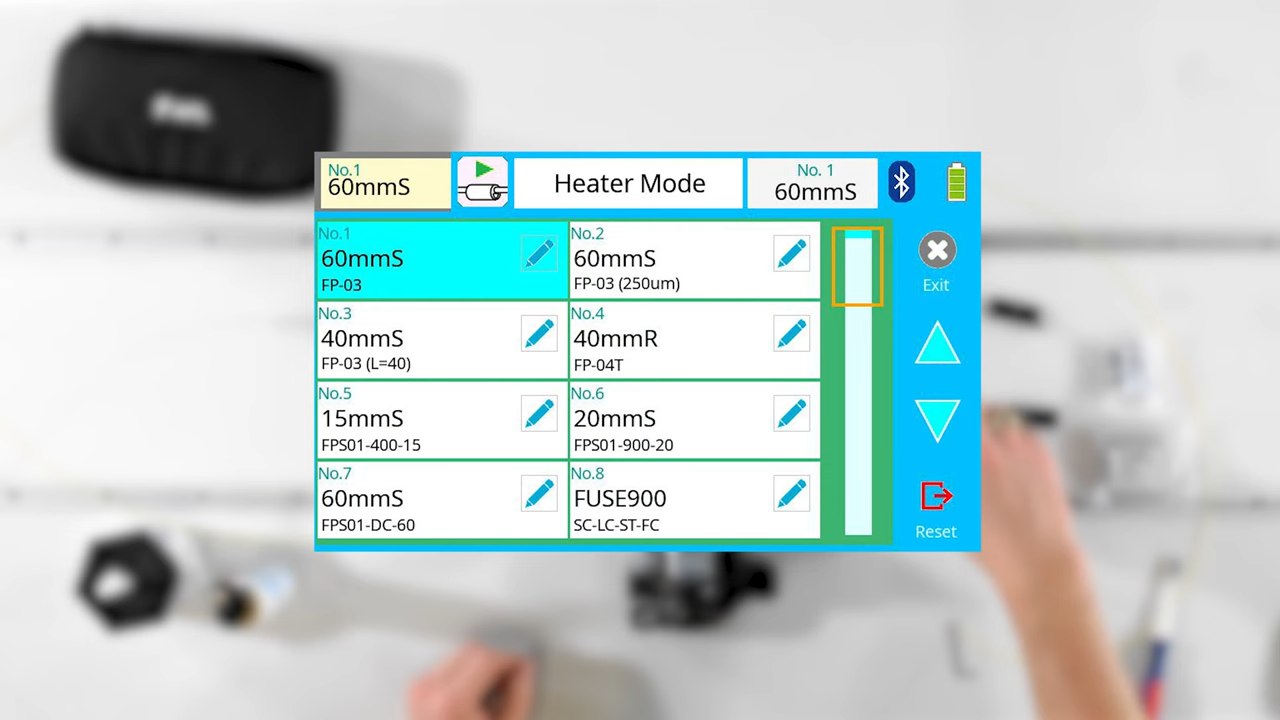 No.1
60mmS
Heater Mode
No. 1
60mmS
No.1
60mmS
FP-03
No.2
60mmS
FP-03 (250um)
Exit
No.3
40mmS
FP-03 (L=40)
No.4
40mmR
FP-04T
No.5
15mmS
FPS01-400-15
No.6
20mmS
FPS01-900-20
No.7
60mmS
FPS01-DC-60
No.8
FUSE900
SC-LC-ST-FC
Reset